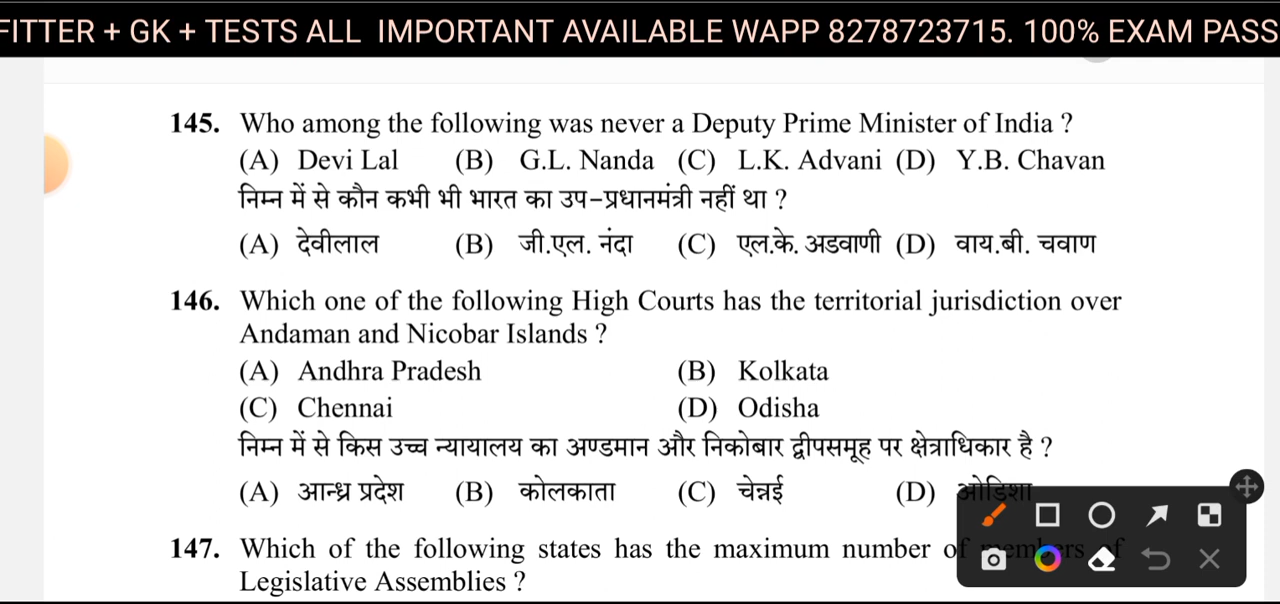 FITTER + GK + TESTS ALL IMPORTANT AVAILABLE WAPP 8278723715. 100% EXAM PASS
145. Who among the following was never a Deputy Prime Minister of India ?
(A) Devi Lal (B) G.L. Nanda (C) L.K. Advani (D) Y.B. Chavan
निम्न में से कौन कभी भी भारत का उप-प्रधानमंत्री नहीं था ?
(A) देवीलाल (B) जी.एल. नंदा (C) एल.के. अडवाणी (D) वाय.बी. चवाण
146. Which one of the following High Courts has the territorial jurisdiction over
Andaman and Nicobar Islands ?
(A) Andhra Pradesh (B) Kolkata
(C) Chennai (D) Odisha
निम्न में से किस उच्च न्यायालय का अण्डमान और निकोबार द्वीपसमूह पर क्षेत्राधिकार है ?
(A) आन्ध्र प्रदेश (B) कोलकाता (C) चेन्नई (D) ओडिशा
147. Which of the following states has the maximum number of members of
Legislative Assemblies ?